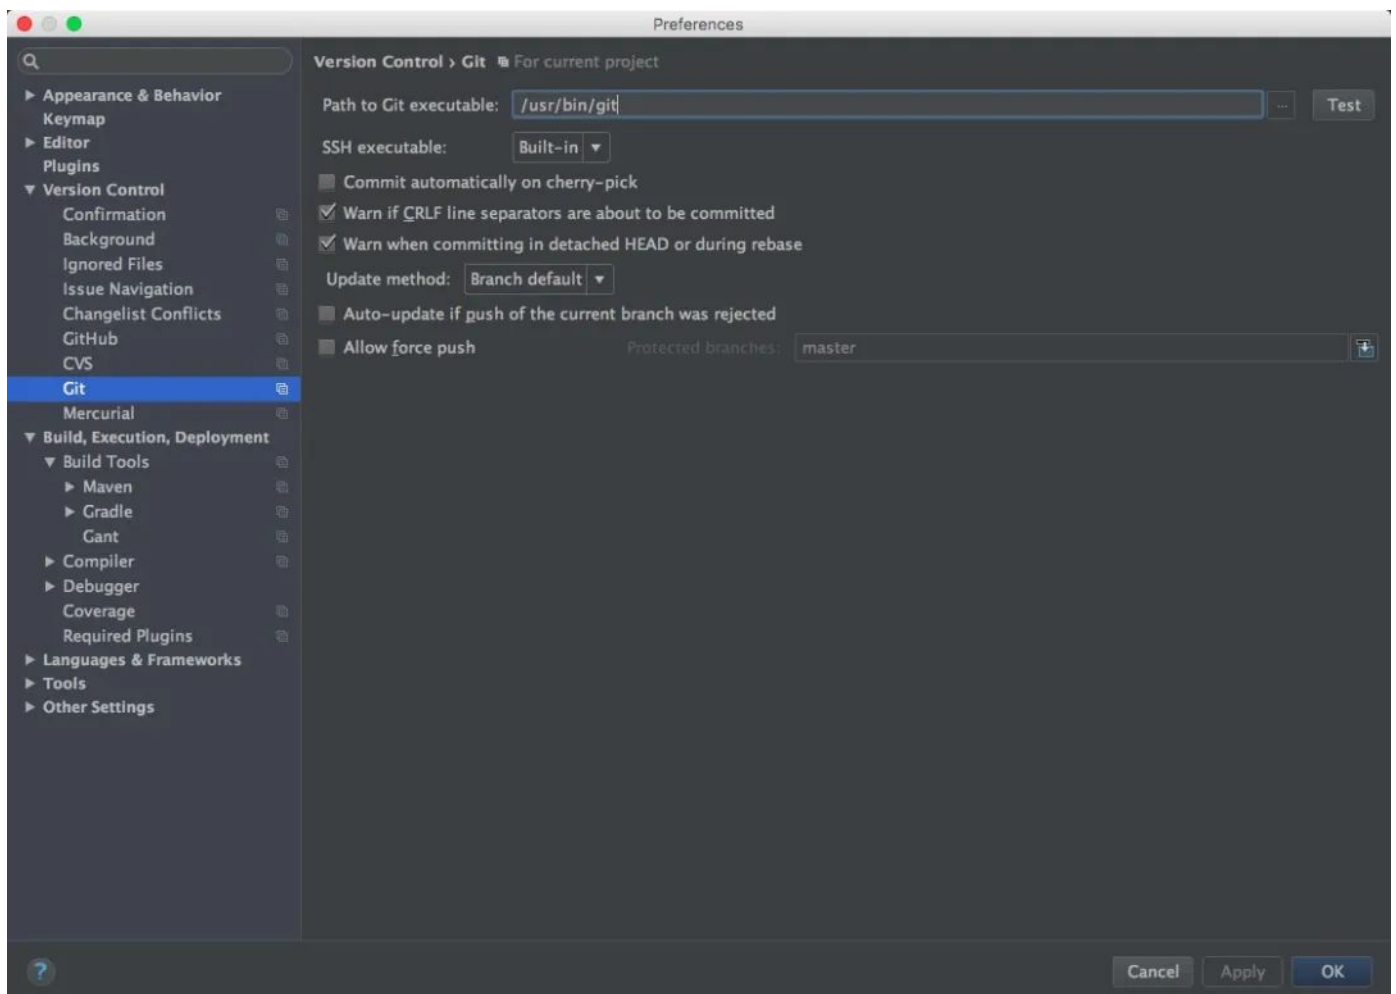 Preferences
Version Control › Git For current project
Appearance & Behavior
Keymap
Editor
Plugins
Version Control
Confirmation
Background
Ignored Files
Issue Navigation
Changelist Conflicts
GitHub
CVS
Git
Mercurial
Build, Execution, Deployment
Build Tools
Maven
Gradle
Gant
Compiler
Debugger
Coverage
Required Plugins
Languages & Frameworks
Tools
Other Settings
Path to Git executable: /usr/bin/git ... Test
SSH executable: Built-in
Commit automatically on cherry-pick
Warn if CRLF line separators are about to be committed
Warn when committing in detached HEAD or during rebase
Update method: Branch default
Auto-update if push of the current branch was rejected
Allow force push Protected branches: master
? Cancel Apply OK